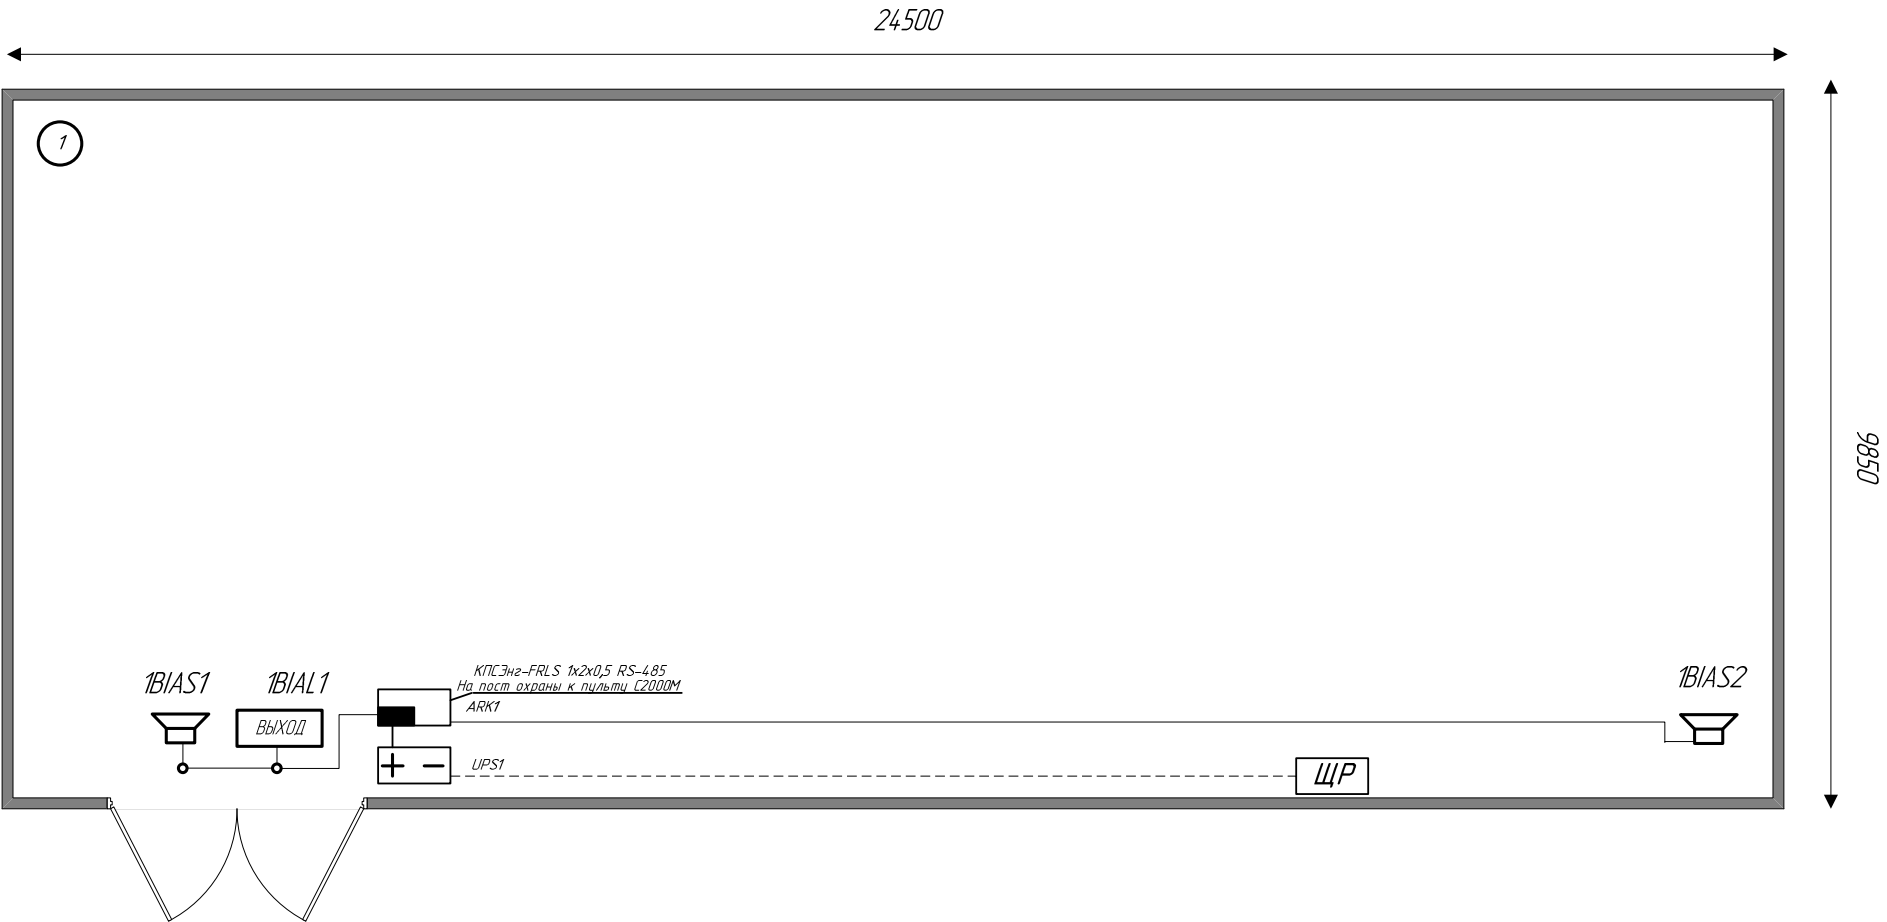 24500
1
9850
КПСЭнг-FRLS 1х2х0,5 RS-485
На пост охраны к пульту С2000М
1BIAS1
1BIAL1
ARK1
1BIAS2
ВЫХОД
+ −
UPS1
ЩР